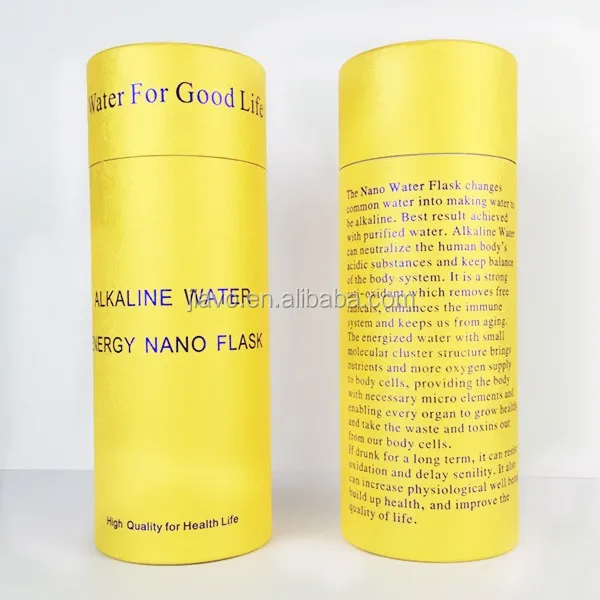 Water For Good Life
ALKALINE WATER
ENERGY NANO FLASK
High Quality for Health Life
The Nano Water Flask changes
common water into making water to
be alkaline. Best result achieved
with purified water. Alkaline Water
can neutralize the human body's
acidic substances and keep balance
of the body system. It is a strong
anti-oxidant which removes free
radicals, enhances the immune
system and keeps us from aging.
The energized water with small
molecular cluster structure brings
nutrients and more oxygen supply
to body cells, providing the body
with necessary micro elements and
enabling every organ to grow healthy
and take the waste and toxins out
from our body cells.
If drunk for a long term, it can resist
oxidation and delay senility. It also
can increase physiological well being
build up health, and improve the
quality of life.
jiavc.en.alibaba.com